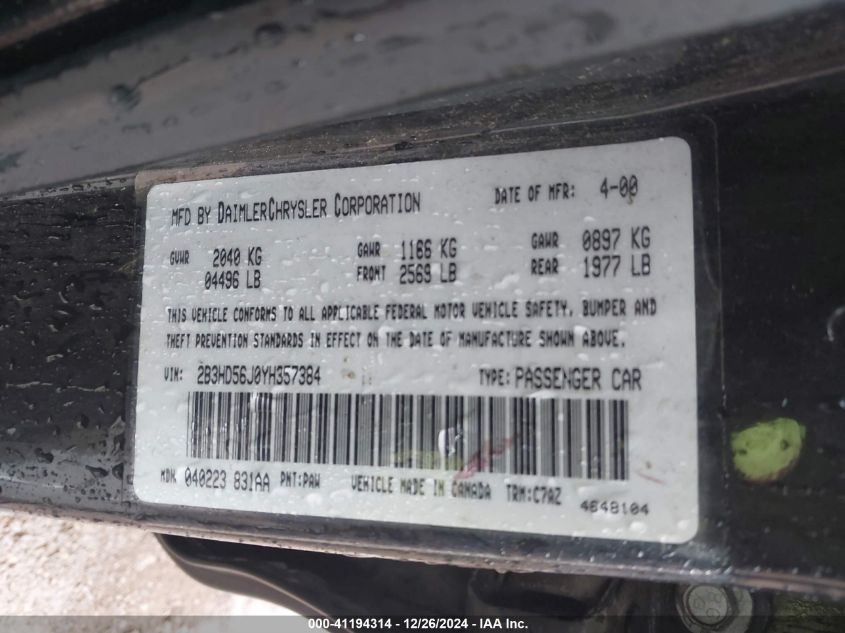 MFD BY DAIMLERCHRYSLER CORPORATION DATE OF MFR: 4-00
GVWR 2040 KG GAWR 1166 KG GAWR 0897 KG
04496 LB FRONT 2569 LB REAR 1977 LB
THIS VEHICLE CONFORMS TO ALL APPLICABLE FEDERAL MOTOR VEHICLE SAFETY, BUMPER AND
THEFT PREVENTION STANDARDS IN EFFECT ON THE DATE OF MANUFACTURE SHOWN ABOVE.
VIN: 2B3HD56J0YH357384 TYPE: PASSENGER CAR
MDH 040223 831AA PNT:PAW VEHICLE MADE IN CANADA TRM:C7AZ
4648104
000-41194314 - 12/26/2024 - IAA Inc.